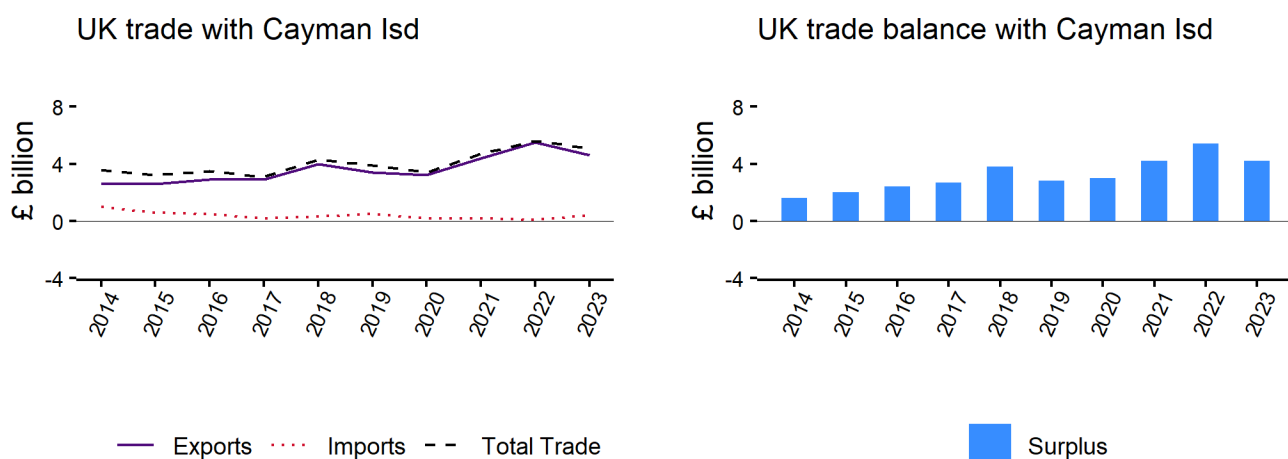 UK trade with Cayman Isd
£ billion
8
4
0
-4
2014 2015 2016 2017 2018 2019 2020 2021 2022 2023
Exports Imports Total Trade
UK trade balance with Cayman Isd
£ billion
8
4
0
-4
2014 2015 2016 2017 2018 2019 2020 2021 2022 2023
Surplus